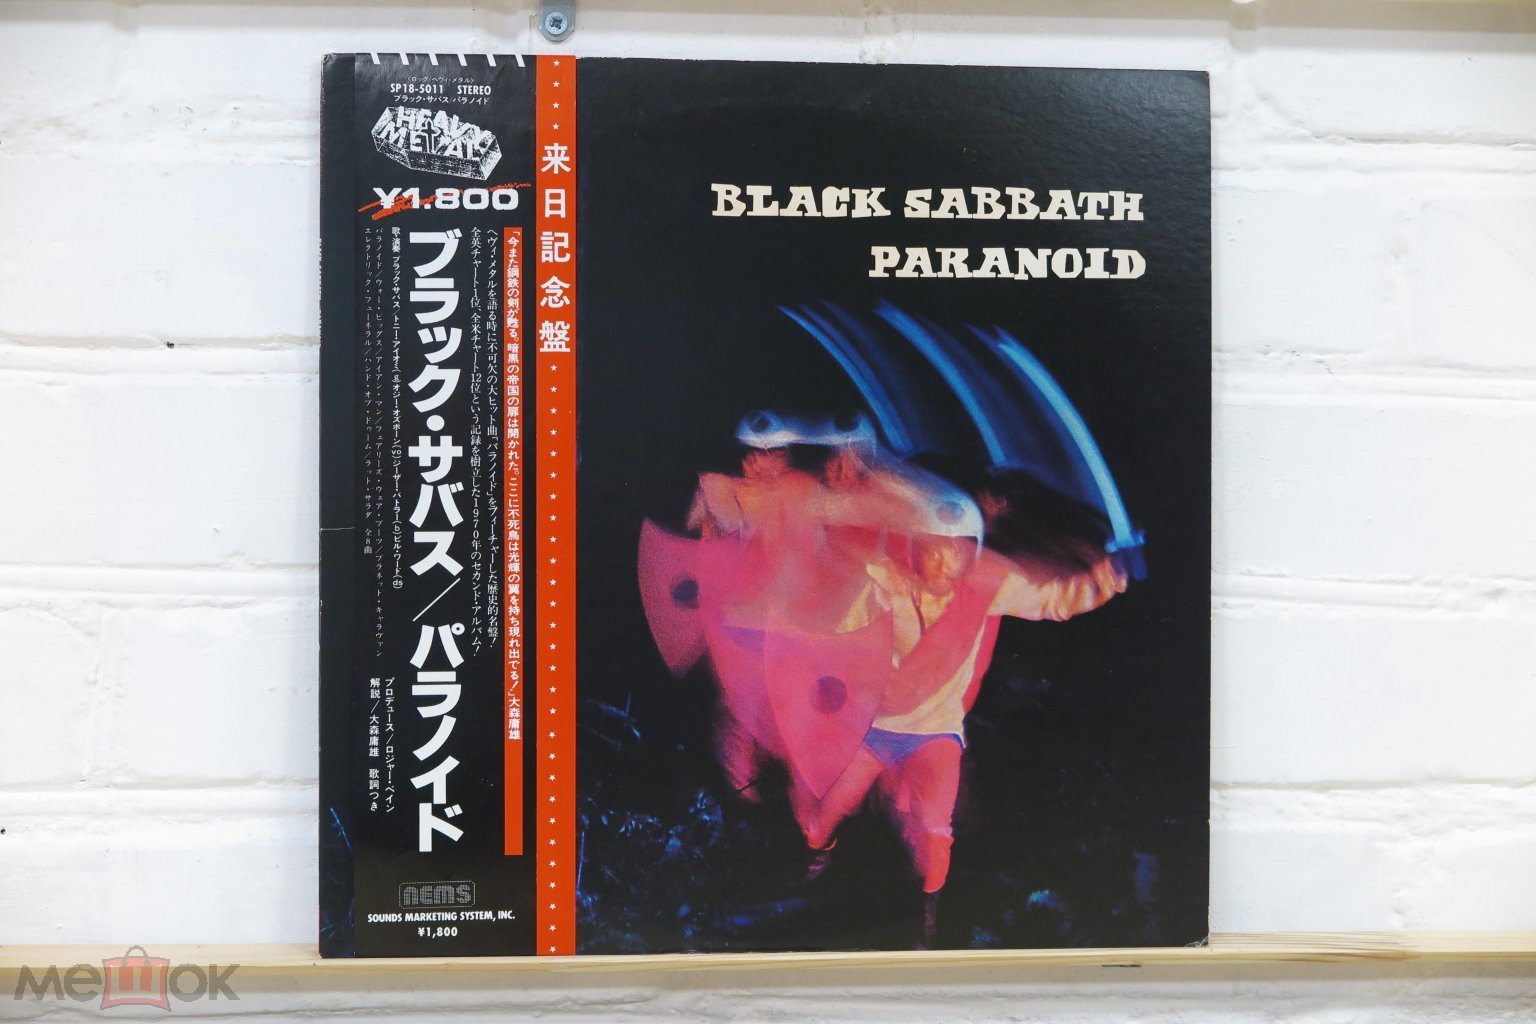 〈ロック/ヘヴィ・メタル〉
SP18-5011 STEREO
ブラック・サバス/パラノイド
HEAVY
METAL
¥1.800
来日記念盤
「今また鋼鉄の剣が甦る。暗黒の帝国の扉は開かれた。ここに不死鳥は光輝の翼を持ち現れ出でる!」大森庸雄
ヘヴィ・メタルを語る時に不可欠の大ヒット曲「パラノイド」をフィーチャーした歴史的名盤!
全英チャート1位、全米チャート12位という記録を樹立した1970年のセカンド・アルバム!
ブラック・サバス/パラノイド
歌・演奏 ブラック・サバス/トニー・アイオミ(g)オジー・オズボーン(vo)ジーザー・バトラー(b)ビル・ワード(ds)
パラノイド/ウォー・ピッグス/アイアン・マン/フェアリーズ・ウェア・ブーツ/プラネット・キャラヴァン
エレクトリック・フューネラル/ハンド・オブ・ドゥーム/ラット・サラダ 全8曲
プロデュース/ロジャー・ベイン
解説/大森庸雄 歌詞つき
nems
SOUNDS MARKETING SYSTEM, INC.
¥1,800
BLACK SABBATH
PARANOID
мешок